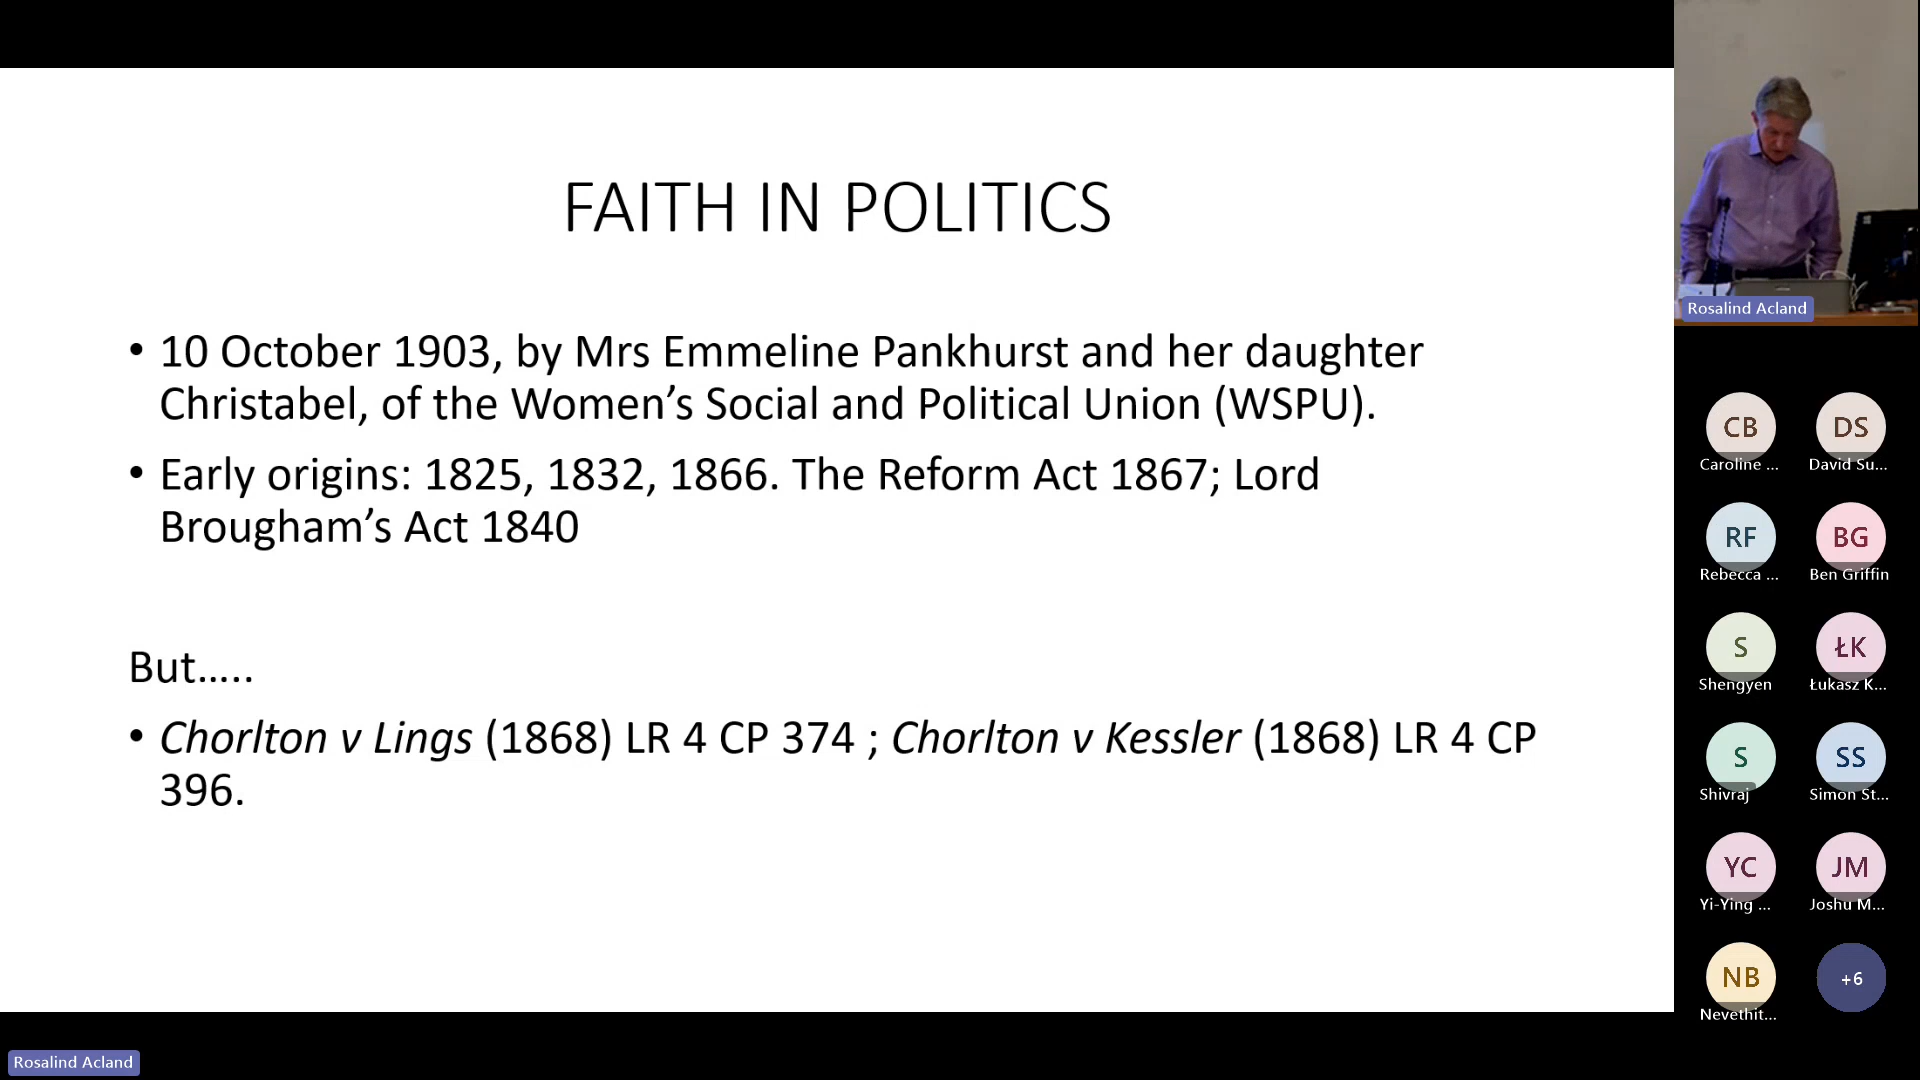 FAITH IN POLITICS
• 10 October 1903, by Mrs Emmeline Pankhurst and her daughter
Christabel, of the Women’s Social and Political Union (WSPU).
• Early origins: 1825, 1832, 1866. The Reform Act 1867; Lord
Brougham’s Act 1840
But…..
• Chorlton v Lings (1868) LR 4 CP 374 ; Chorlton v Kessler (1868) LR 4 CP
396.
Rosalind Acland
CB
Caroline ...
DS
David Su...
RF
Rebecca ...
BG
Ben Griffin
S
Shengyen
ŁK
Łukasz K...
S
Shivraj
SS
Simon St...
YC
Yi-Ying ...
JM
Joshu M...
NB
Nevethit...
+6
Rosalind Acland